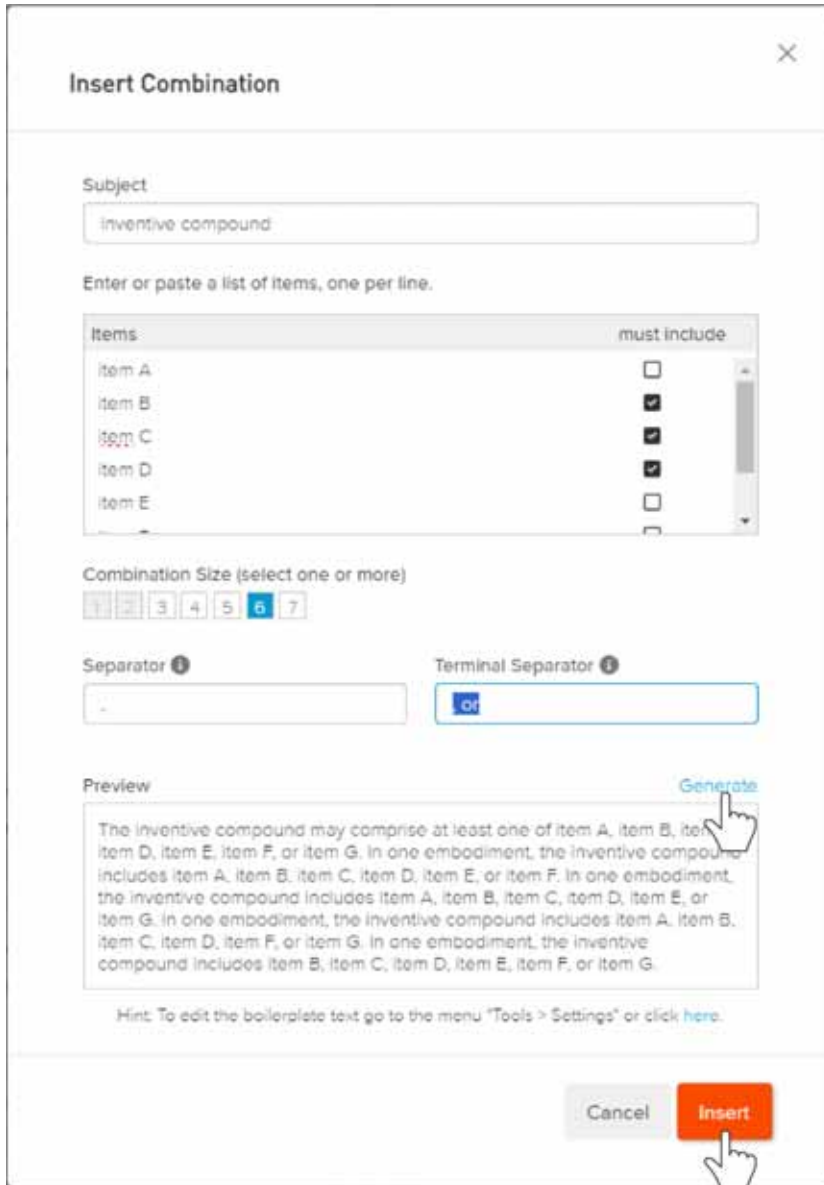 Insert Combination
Subject
inventive compound
Enter or paste a list of items, one per line.
Items must include
item A
item B
item C
item D
item E
Combination Size (select one or more)
1 2 3 4 5 6 7
Separator Terminal Separator
, or
Preview Generate
The inventive compound may comprise at least one of item A, item B,
item D, item E, item F, or item G. In one embodiment, the inventive compound
includes item A, item B, item C, item D, item E, or item F. In one embodiment,
the inventive compound includes item A, item B, item C, item D, item E, or
item G. In one embodiment, the inventive compound includes item A, item B,
item C, item D, item F, or item G. In one embodiment, the inventive
compound includes item B, item C, item D, item E, item F, or item G.
Hint: To edit the boilerplate text go to the menu "Tools > Settings" or click here.
Cancel Insert